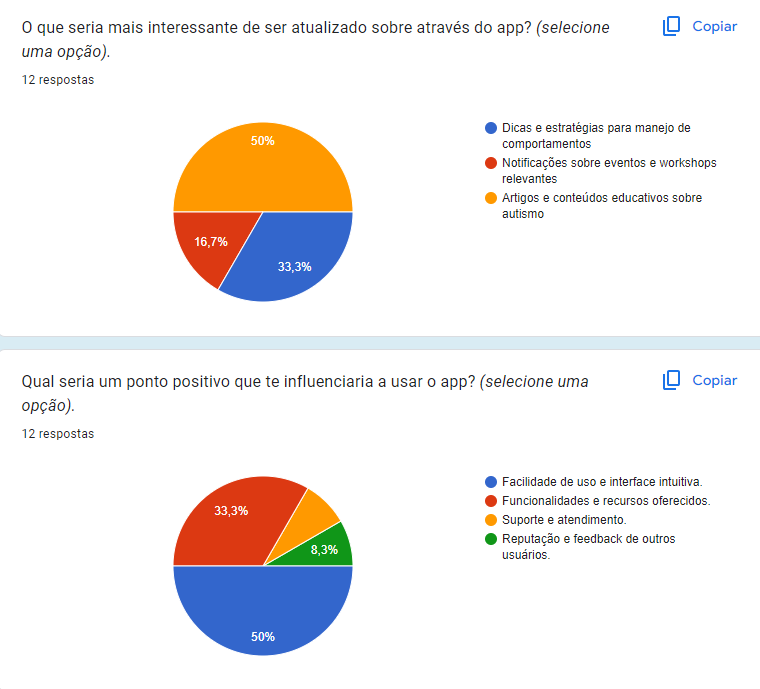 O que seria mais interessante de ser atualizado sobre através do app? (selecione
uma opção).
Copiar
12 respostas
50%
16,7%
33,3%
Dicas e estratégias para manejo de
comportamentos
Notificações sobre eventos e workshops
relevantes
Artigos e conteúdos educativos sobre
autismo
Qual seria um ponto positivo que te influenciaria a usar o app? (selecione uma
opção).
Copiar
12 respostas
33,3%
8,3%
50%
Facilidade de uso e interface intuitiva.
Funcionalidades e recursos oferecidos.
Suporte e atendimento.
Reputação e feedback de outros
usuários.